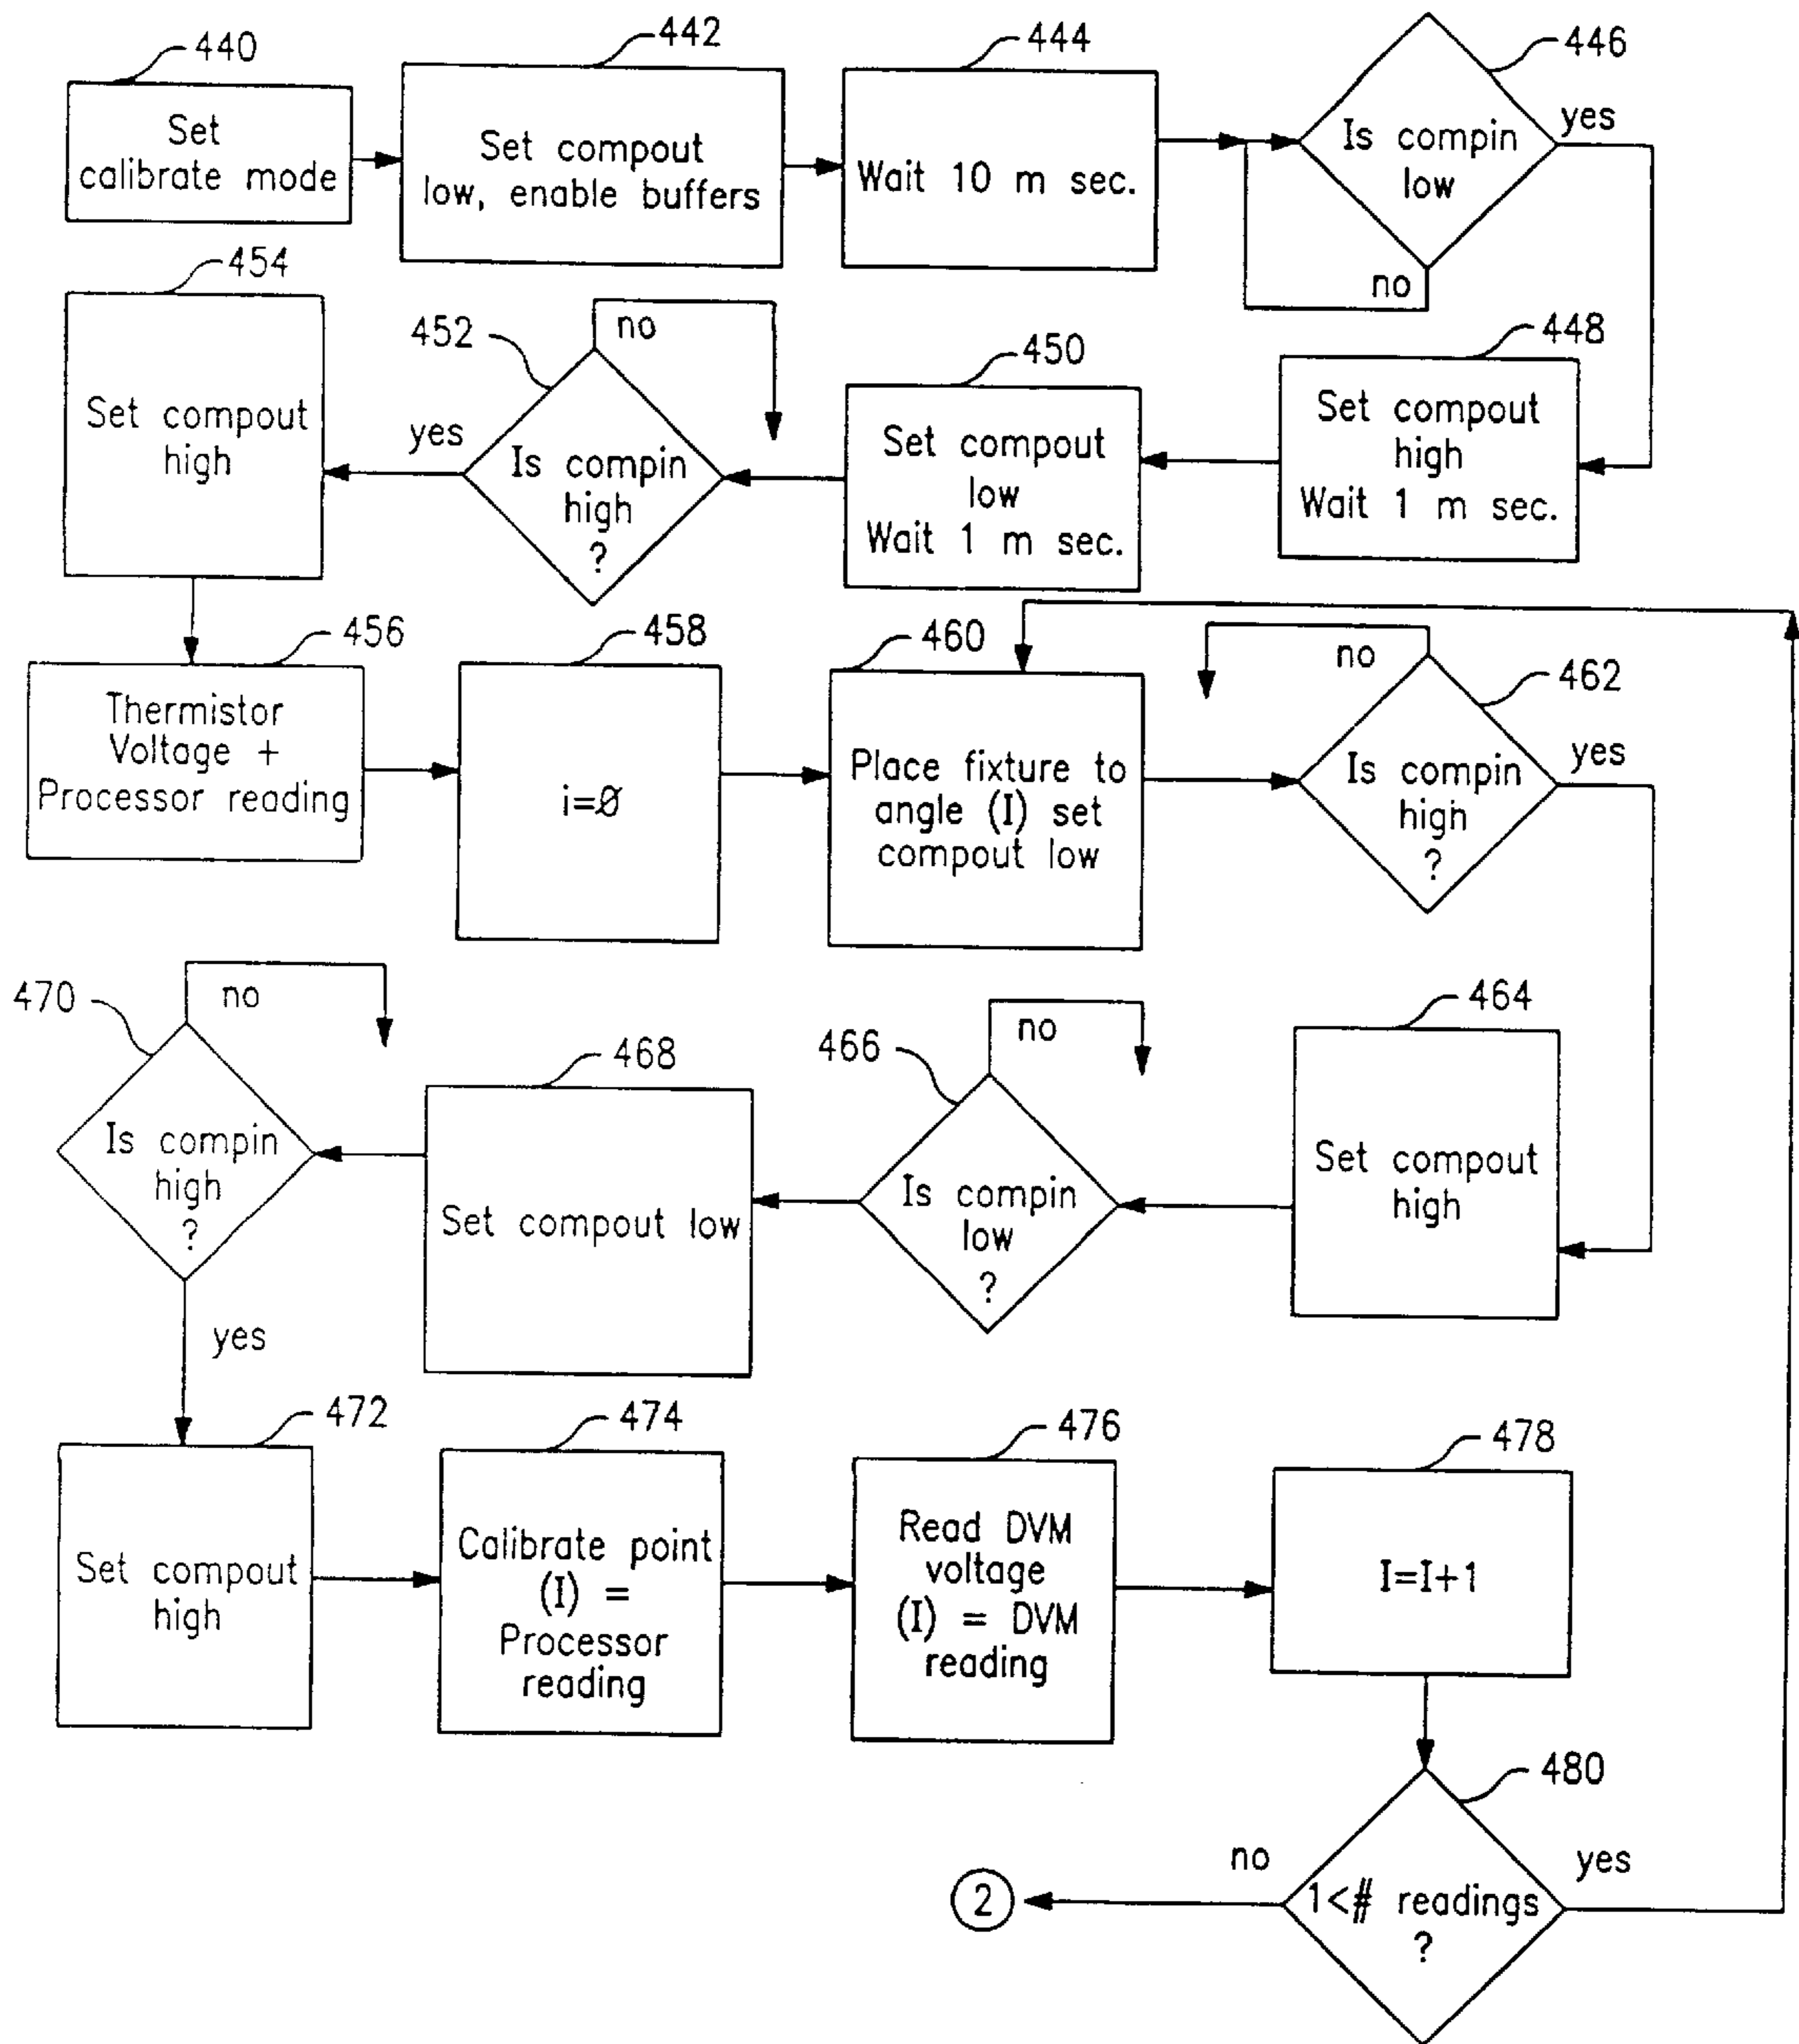 440
Set
calibrate mode
442
Set compout
low, enable buffers
444
Wait 10 m sec.
446
Is compin
low
yes
no
448
Set compout
high
Wait 1 m sec.
450
Set compout
low
Wait 1 m sec.
452
no
Is compin
high
?
yes
454
Set compout
high
456
Thermistor
Voltage +
Processor reading
458
i=Ø
460
Place fixture to
angle (I) set
compout low
462
no
Is compin
high
?
yes
464
Set compout
high
466
no
Is compin
low
?
468
Set compout low
470
no
Is compin
high
?
yes
472
Set compout
high
474
Calibrate point
(I) =
Processor
reading
476
Read DVM
voltage
(I) = DVM
reading
478
I=I+1
480
1<# readings
?
yes
no
2